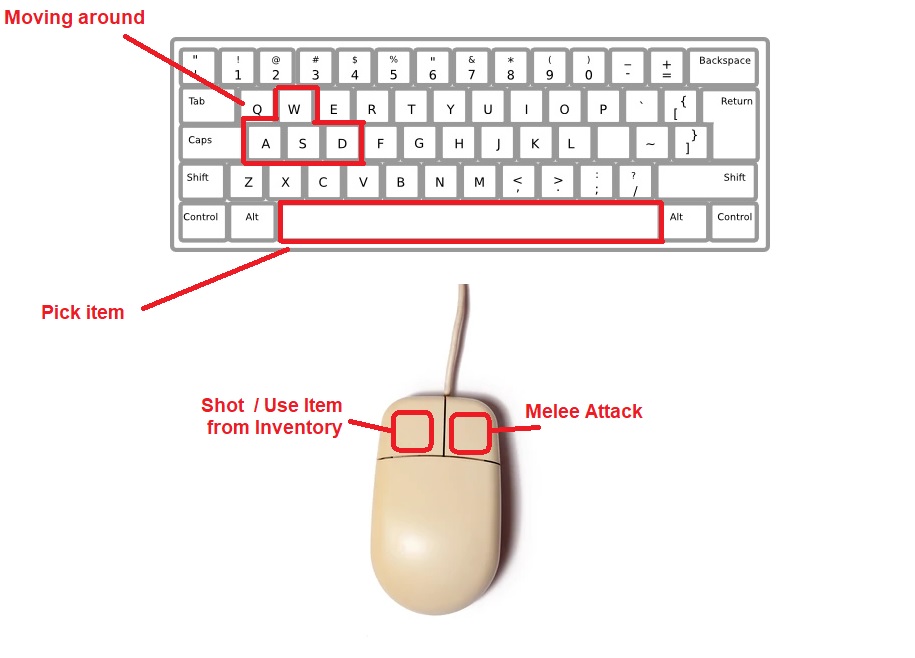 Moving around
" ! @ # $ % " & * ( ) _ +
' 1 2 3 4 5 6 7 8 9 0 - = Backspace
Tab Q W E R T Y U I O P ` { [ Return
Caps A S D F G H J K L ~ } ]
Shift Z X C V B N M < , > . : ; ? / Shift
Control Alt Alt Control
Pick item
Shot / Use Item
from Inventory
Melee Attack